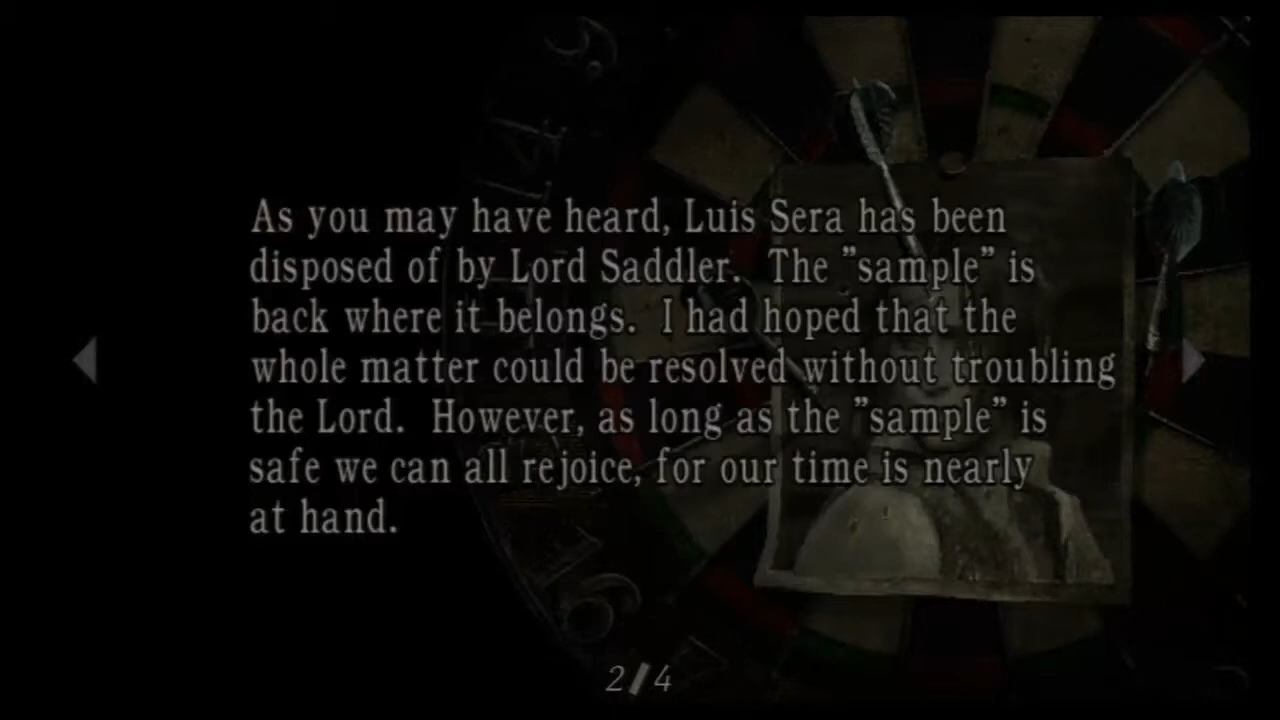 As you may have heard, Luis Sera has been
disposed of by Lord Saddler. The "sample" is
back where it belongs. I had hoped that the
whole matter could be resolved without troubling
the Lord. However, as long as the "sample" is
safe we can all rejoice, for our time is nearly
at hand.
14
16
2/4